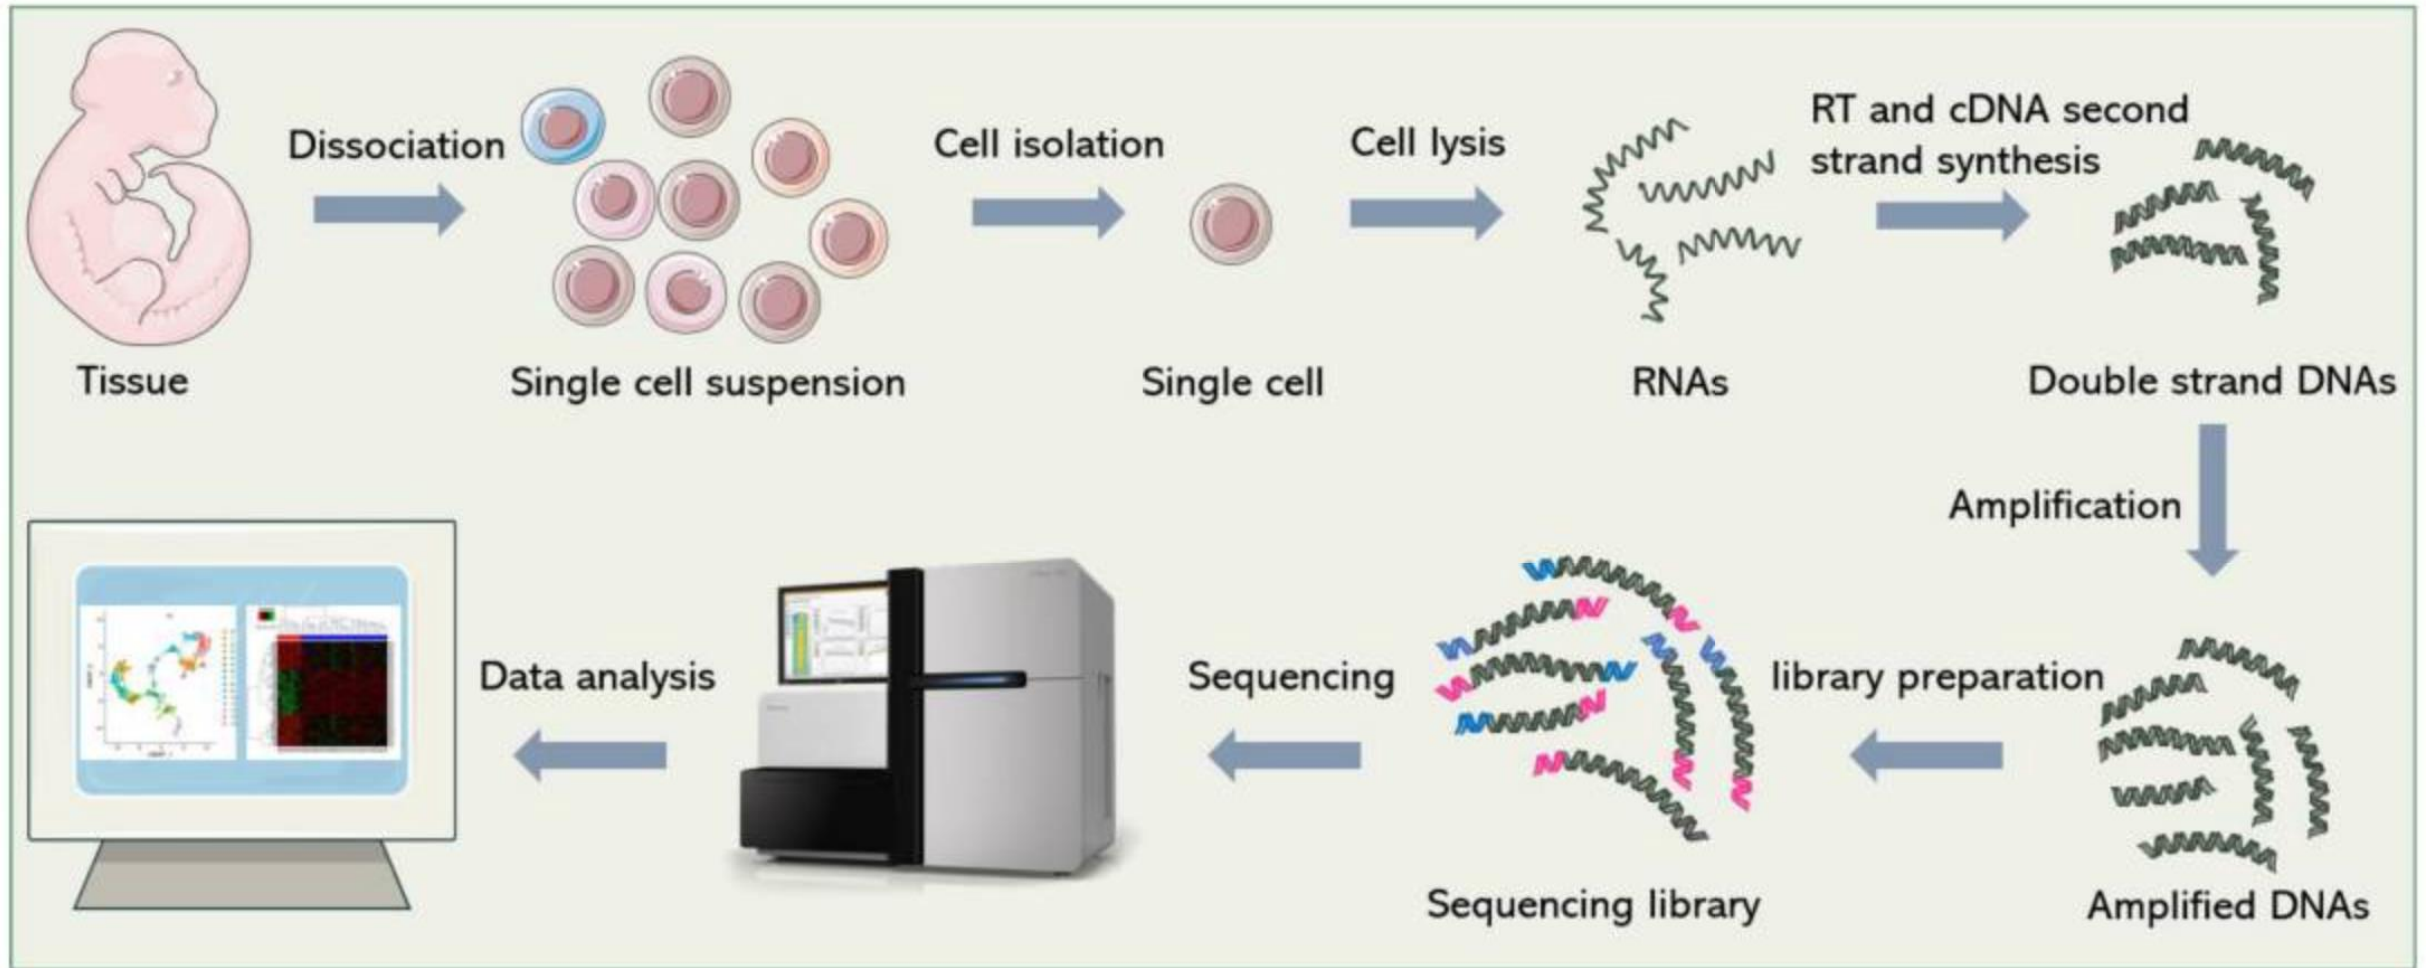 Dissociation
Cell isolation
Cell lysis
RT and cDNA second
strand synthesis
Tissue
Single cell suspension
Single cell
RNAs
Double strand DNAs
Amplification
Data analysis
Sequencing
library preparation
Sequencing library
Amplified DNAs